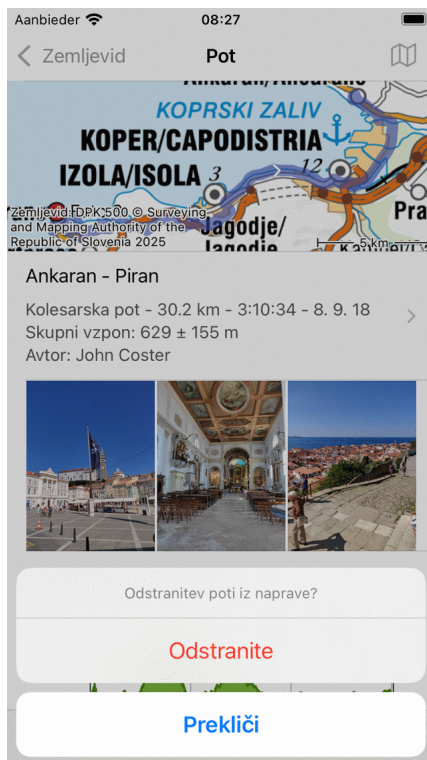 Aanbieder 08:27
Zemljevid Pot
KOPRSKI ZALIV
KOPER/CAPODISTRIA
IZOLA/ISOLA 3 12
Zemljevid: DPK 500 © Surveying
and Mapping Authority of the
Republic of Slovenia 2025
Pra
Jagodje/
Jagodje
5 km
Ankaran - Piran
Kolesarska pot - 30.2 km - 3:10:34 - 8. 9. 18
Skupni vzpon: 629 ± 155 m
Avtor: John Coster
Odstranitev poti iz naprave?
Odstranite
Prekliči